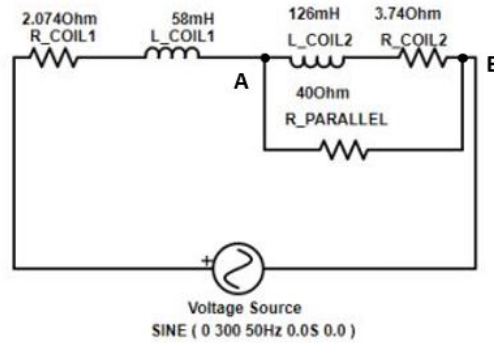 2.074Ohm
R_COIL1
58mH
L_COIL1
126mH
L_COIL2
3.74Ohm
R_COIL2
A
40Ohm
R_PARALLEL
+
Voltage Source
SINE ( 0 300 50Hz 0.0S 0.0 )